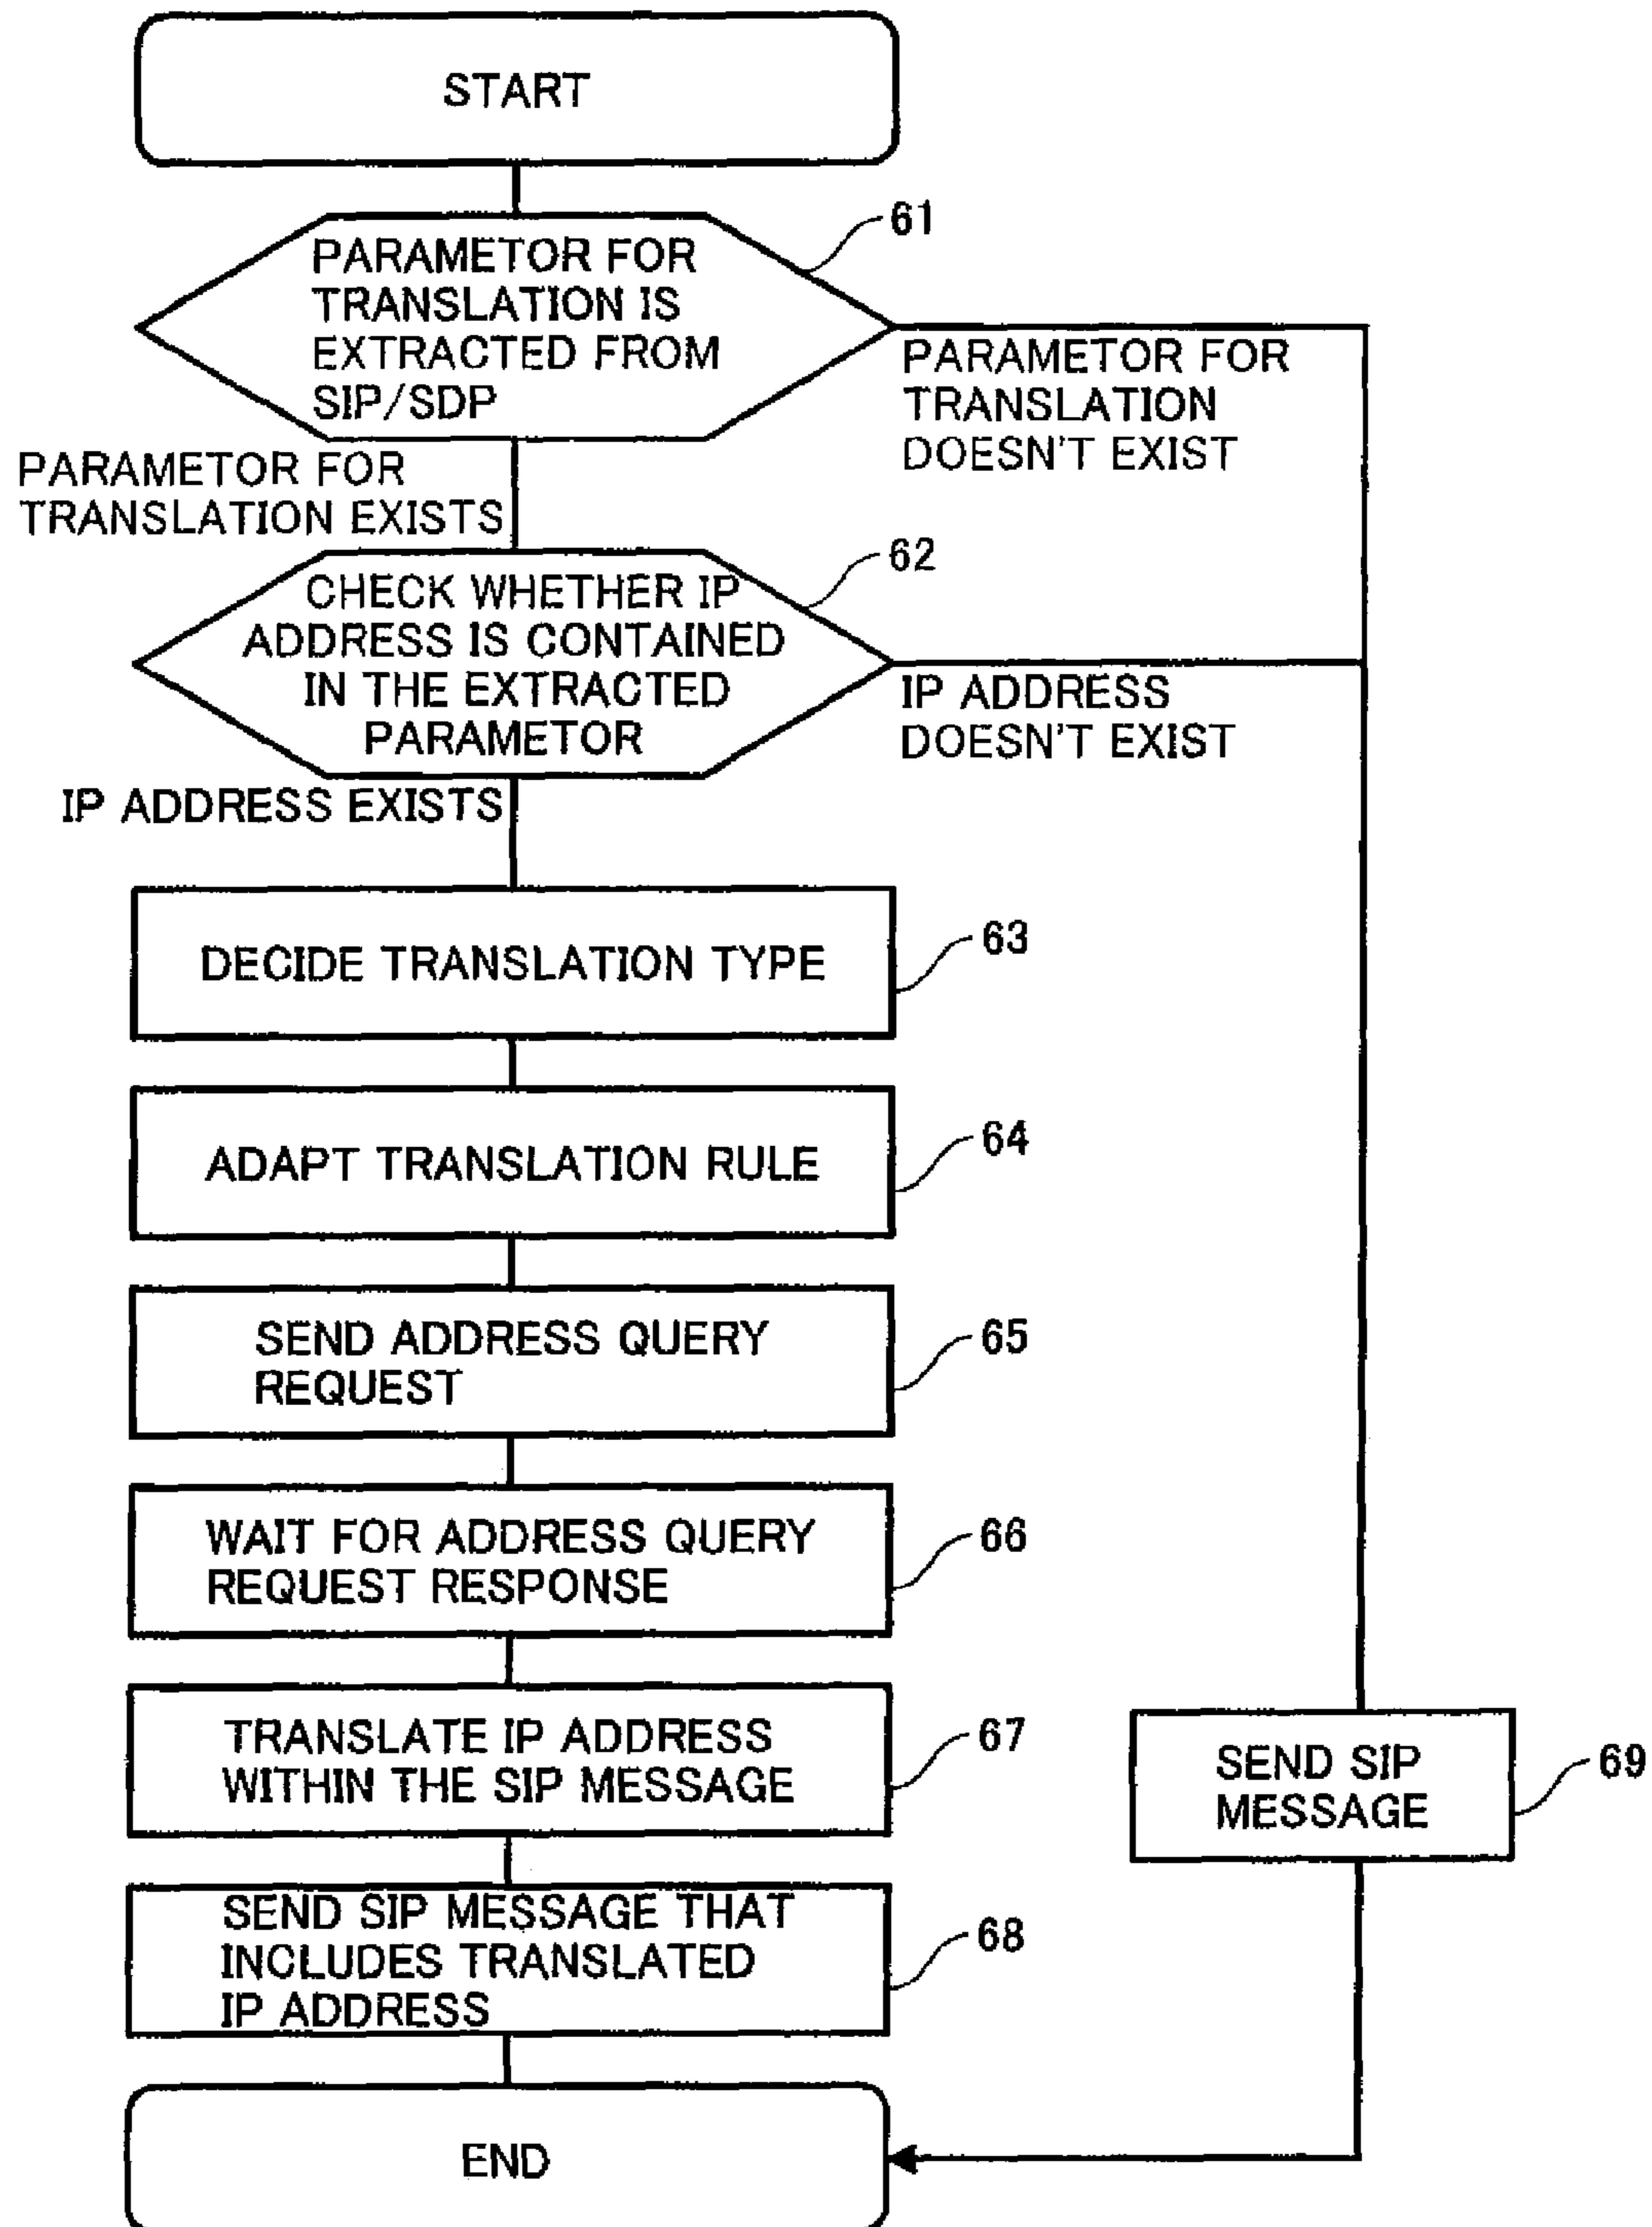 START
61
PARAMETOR FOR
TRANSLATION IS
EXTRACTED FROM
SIP/SDP
PARAMETOR FOR
TRANSLATION
DOESN'T EXIST
PARAMETOR FOR
TRANSLATION EXISTS
62
CHECK WHETHER IP
ADDRESS IS CONTAINED
IN THE EXTRACTED
PARAMETOR
IP ADDRESS
DOESN'T EXIST
IP ADDRESS EXISTS
DECIDE TRANSLATION TYPE
63
ADAPT TRANSLATION RULE
64
SEND ADDRESS QUERY
REQUEST
65
WAIT FOR ADDRESS QUERY
REQUEST RESPONSE
66
TRANSLATE IP ADDRESS
WITHIN THE SIP MESSAGE
67
SEND SIP
MESSAGE
69
SEND SIP MESSAGE THAT
INCLUDES TRANSLATED
IP ADDRESS
68
END